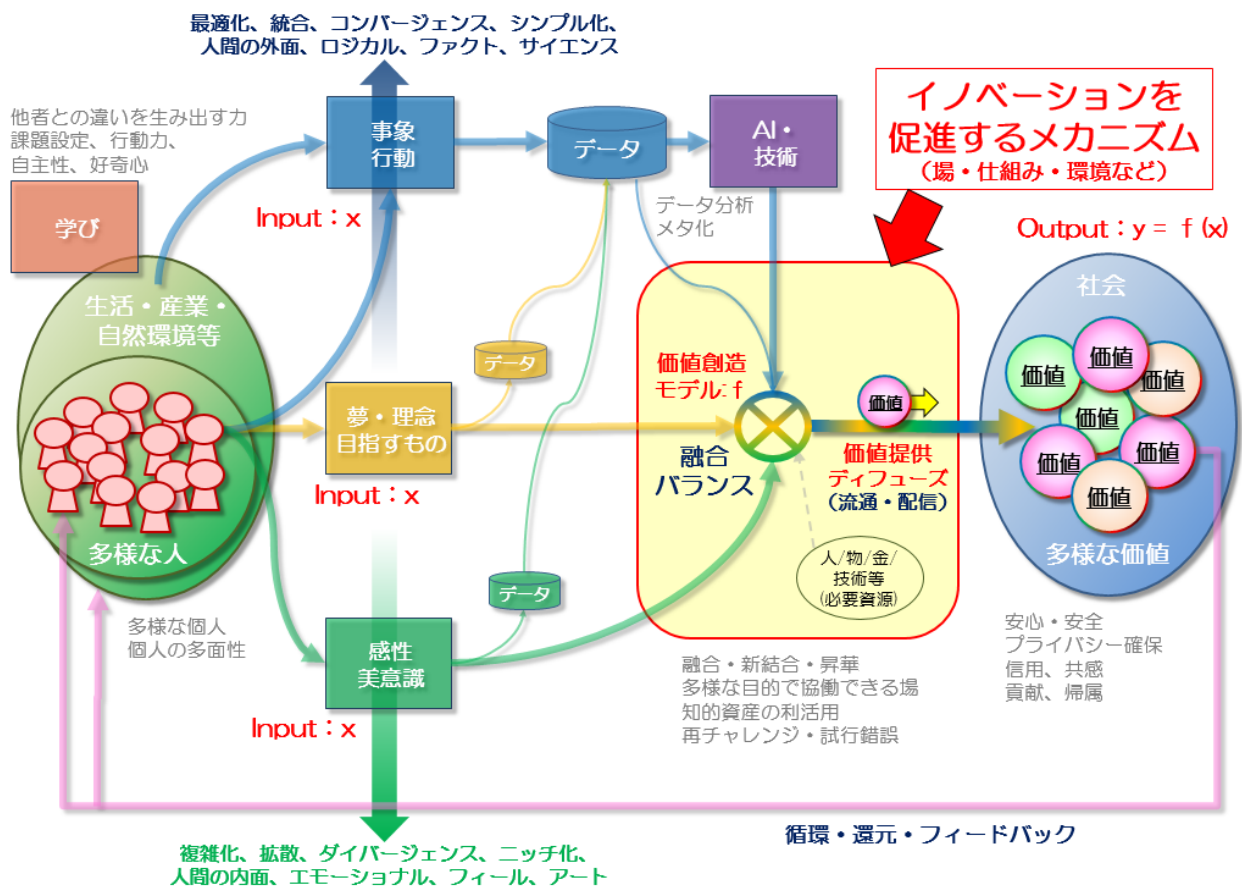 最適化、統合、コンバージェンス、シンプル化、
人間の外面、ロジカル、ファクト、サイエンス
他者との違いを生み出す力
課題設定、行動力、
自主性、好奇心
学び
事象
行動
データ
AI・
技術
イノベーションを
促進するメカニズム
（場・仕組み・環境など）
Input：x
データ分析
メタ化
Output：y = f (x)
生活・産業・
自然環境等
社会
価値
価値
価値
価値
価値
価値
価値
多様な価値
データ
価値創造
モデル: f
価値
夢・理念
目指すもの
融合
バランス
価値提供
ディフューズ
（流通・配信）
Input：x
多様な人
人/物/金/
技術等
(必要資源)
データ
多様な個人
個人の多面性
感性
美意識
Input：x
融合・新結合・昇華
多様な目的で協働できる場
知的資産の利活用
再チャレンジ・試行錯誤
安心・安全
プライバシー確保
信用、共感
貢献、帰属
循環・還元・フィードバック
複雑化、拡散、ダイバージェンス、ニッチ化、
人間の内面、エモーショナル、フィール、アート